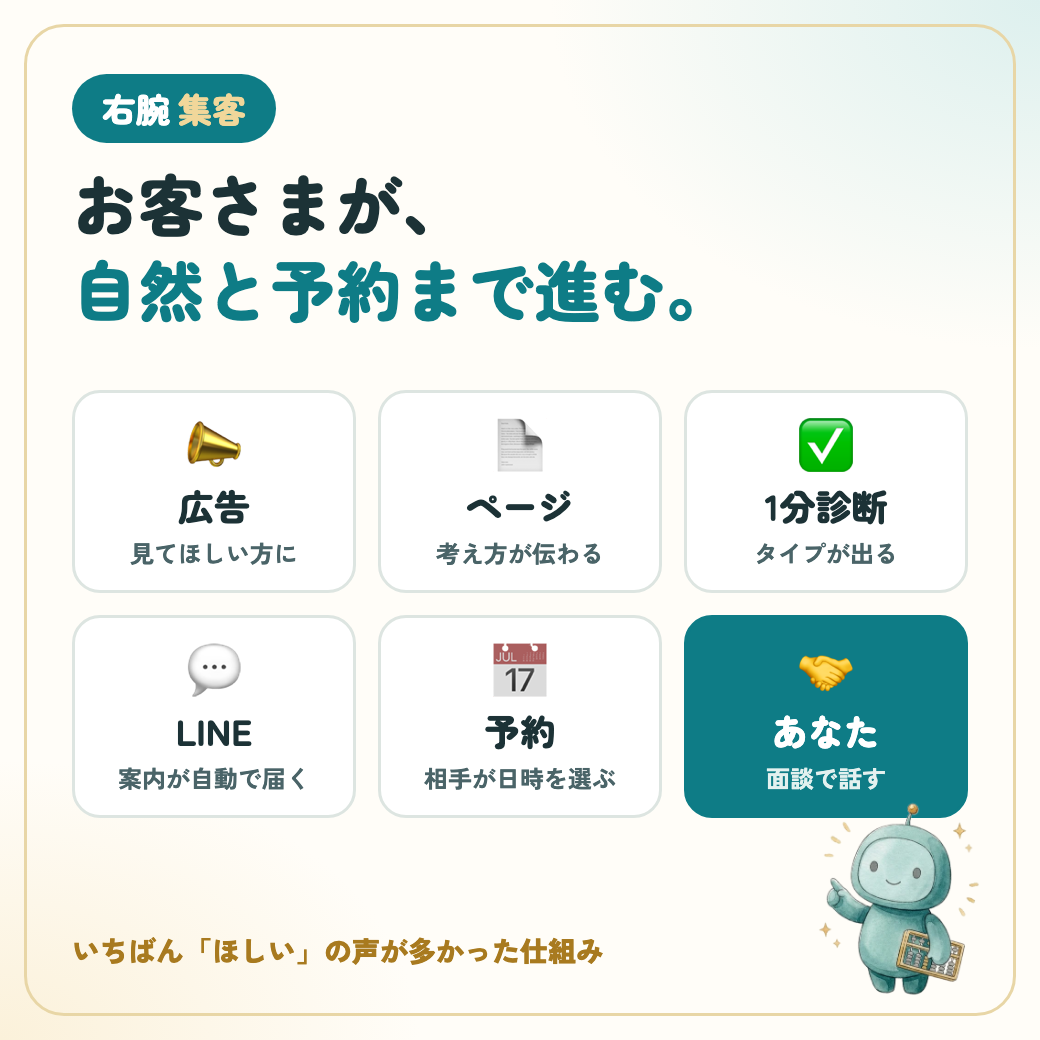 右腕 集客
お客さまが、
自然と予約まで進む。
広告
見てほしい方に
ページ
考え方が伝わる
1分診断
タイプが出る
LINE
案内が自動で届く
JUL
17
予約
相手が日時を選ぶ
あなた
面談で話す
いちばん「ほしい」の声が多かった仕組み